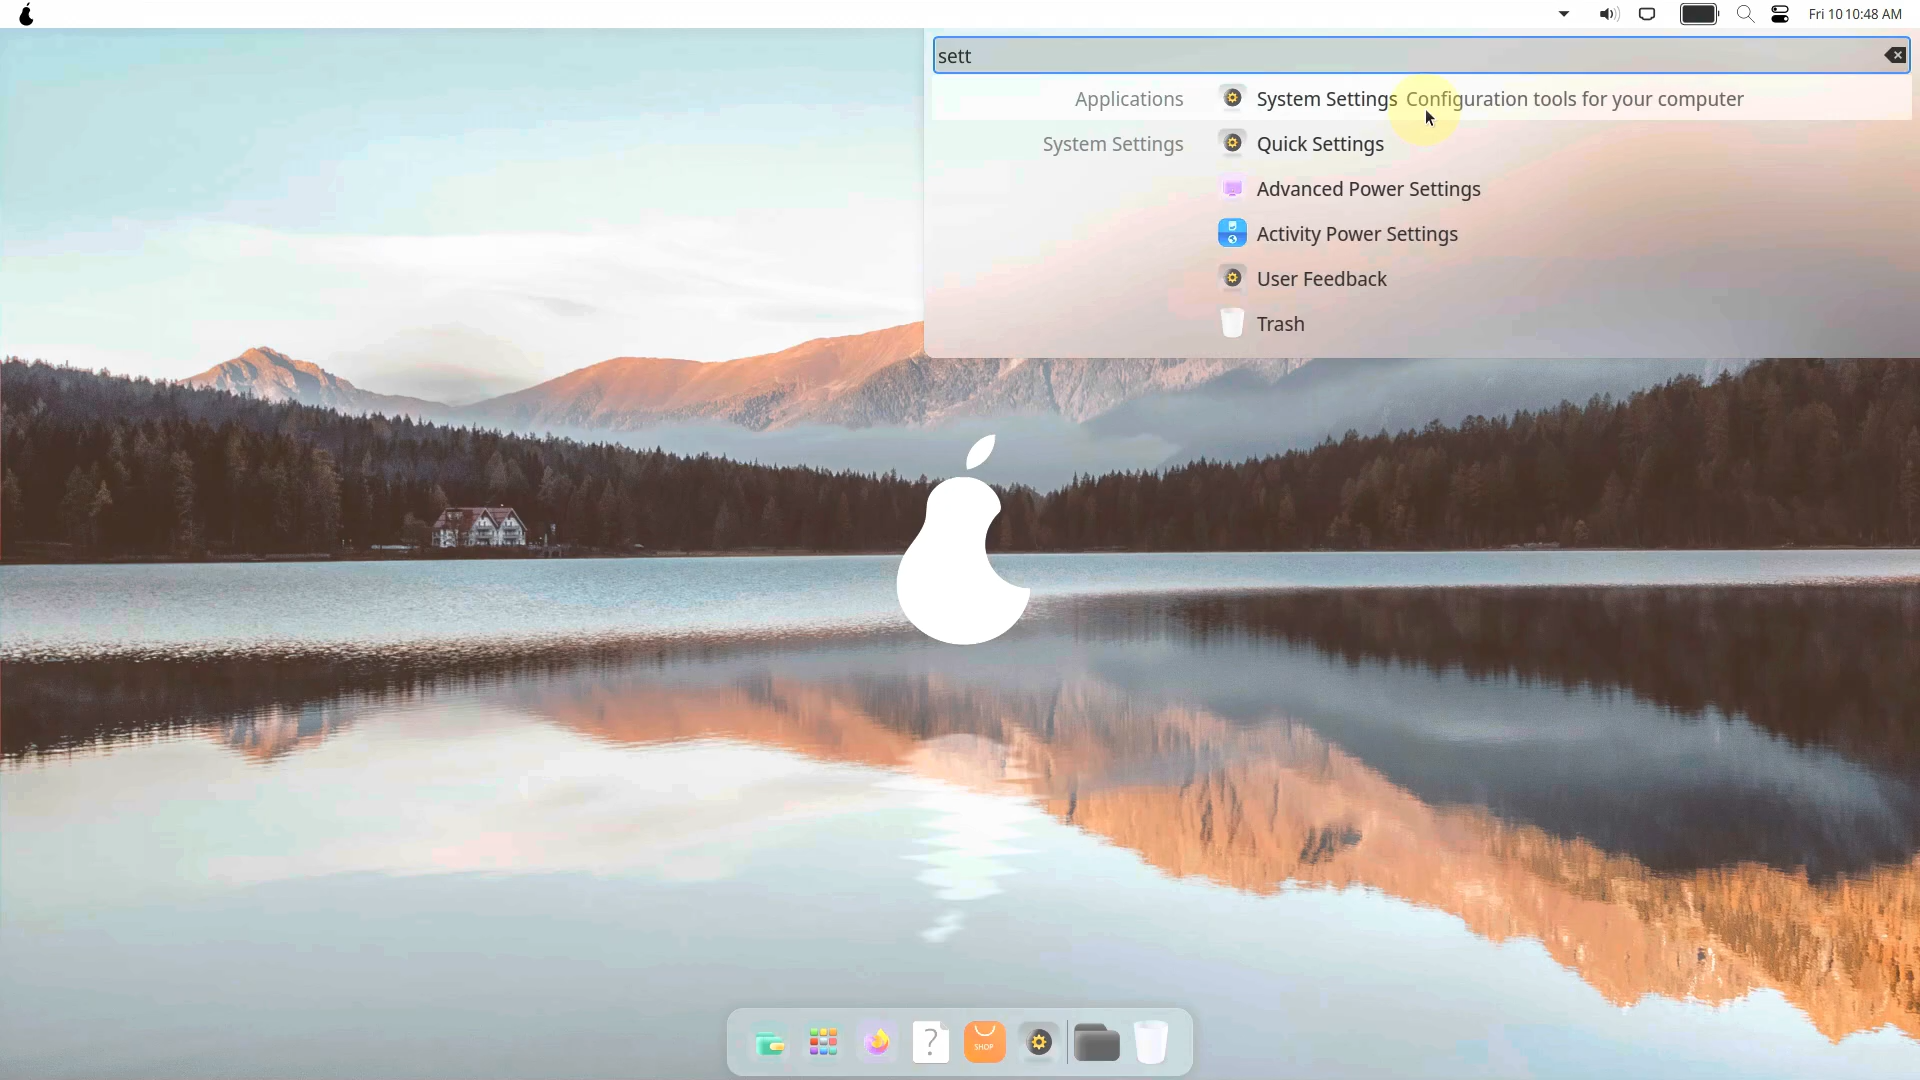 Fri 10 10:48 AM
sett
Applications System Settings Configuration tools for your computer
System Settings Quick Settings
Advanced Power Settings
Activity Power Settings
User Feedback
Trash
?
SHOP